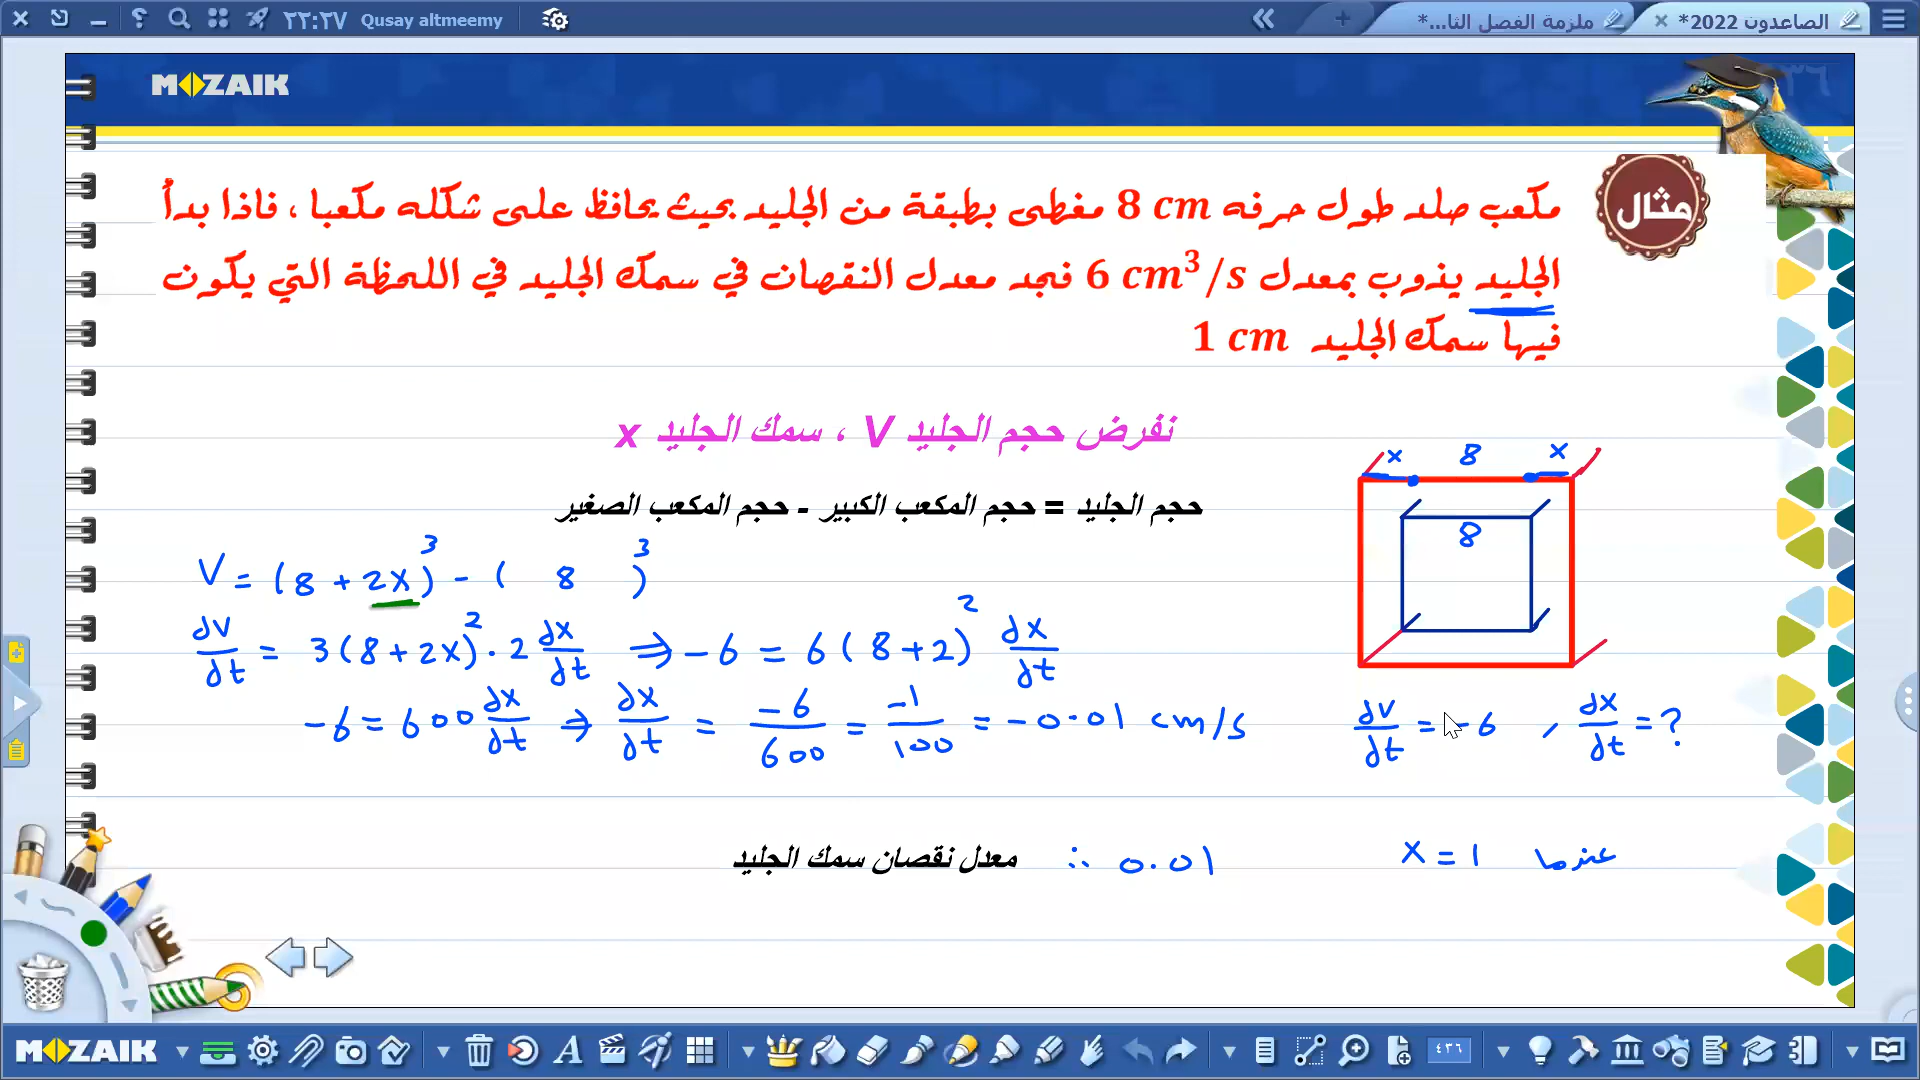 ٢٣:٢٧ Qusay altmeemy
ملزمة الفصل الثا...*
الصاعدون 2022*
MOZAIK
٤٣٦
مثال
مكعب صلد طول حرفه 8 cm مغطى بطبقة من الجليد بحيث يحافظ على شكله مكعبا ، فاذا بدأ
الجليد يذوب بمعدل 6 cm³/s فجد معدل النقصان في سمك الجليد في اللحظة التي يكون
فيها سمك الجليد 1 cm
نفرض حجم الجليد V ، سمك الجليد x
حجم الجليد = حجم المكعب الكبير - حجم المكعب الصغير
x 8 x
8
V = (8 + 2x)³ - ( 8 )³
dv/dt = 3(8+2x)² · 2 dx/dt ⇒ -6 = 6(8+2)² dx/dt
-6 = 600 dx/dt ⇒ dx/dt = -6/600 = -1/100 = -0.01 cm/s
dv/dt = -6 , dx/dt = ?
عندما x = 1
∴ 0.01 معدل نقصان سمك الجليد
MOZAIK
٤٣٦